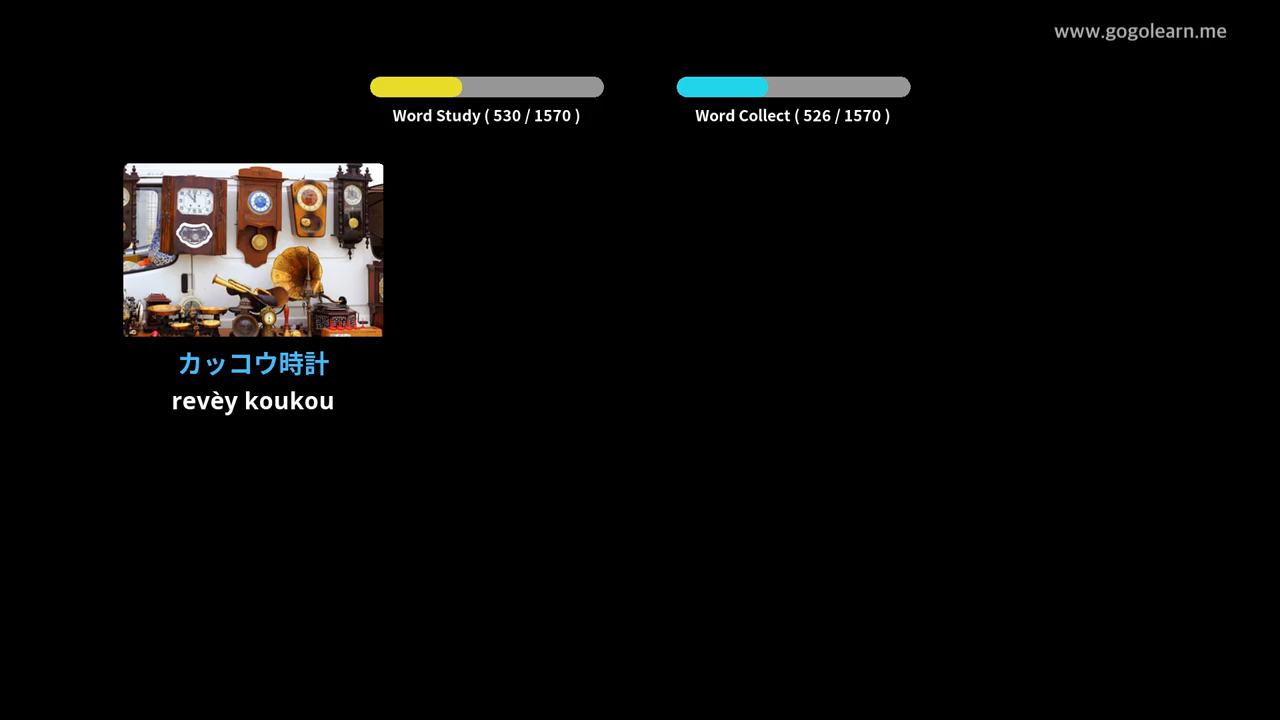 www.gogolearn.me
Word Study ( 530 / 1570 )
Word Collect ( 526 / 1570 )
カッコウ時計
revèy koukou